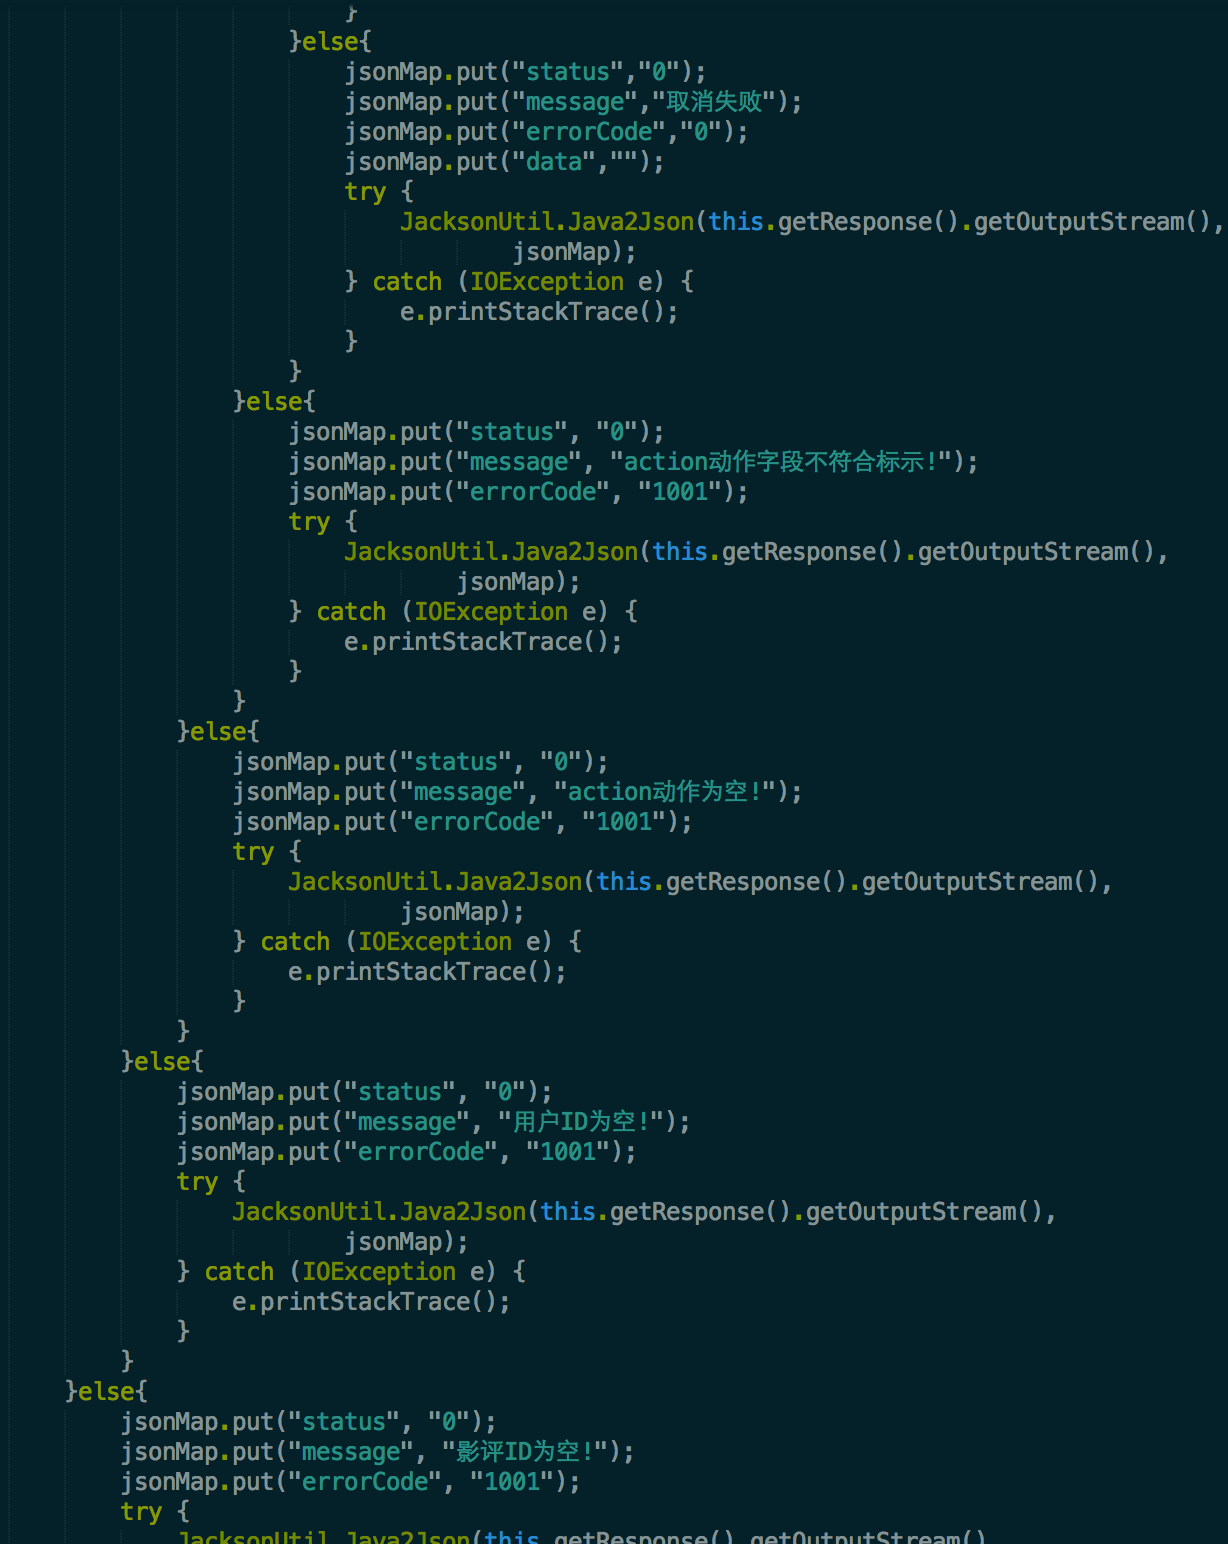 }
}else{
jsonMap.put("status","0");
jsonMap.put("message","取消失败");
jsonMap.put("errorCode","0");
jsonMap.put("data","");
try {
JacksonUtil.Java2Json(this.getResponse().getOutputStream(),
jsonMap);
} catch (IOException e) {
e.printStackTrace();
}
}
}else{
jsonMap.put("status", "0");
jsonMap.put("message", "action动作字段不符合标示!");
jsonMap.put("errorCode", "1001");
try {
JacksonUtil.Java2Json(this.getResponse().getOutputStream(),
jsonMap);
} catch (IOException e) {
e.printStackTrace();
}
}
}else{
jsonMap.put("status", "0");
jsonMap.put("message", "action动作为空!");
jsonMap.put("errorCode", "1001");
try {
JacksonUtil.Java2Json(this.getResponse().getOutputStream(),
jsonMap);
} catch (IOException e) {
e.printStackTrace();
}
}
}else{
jsonMap.put("status", "0");
jsonMap.put("message", "用户ID为空!");
jsonMap.put("errorCode", "1001");
try {
JacksonUtil.Java2Json(this.getResponse().getOutputStream(),
jsonMap);
} catch (IOException e) {
e.printStackTrace();
}
}
}else{
jsonMap.put("status", "0");
jsonMap.put("message", "影评ID为空!");
jsonMap.put("errorCode", "1001");
try {
JacksonUtil.Java2Json(this.getResponse().getOutputStream()